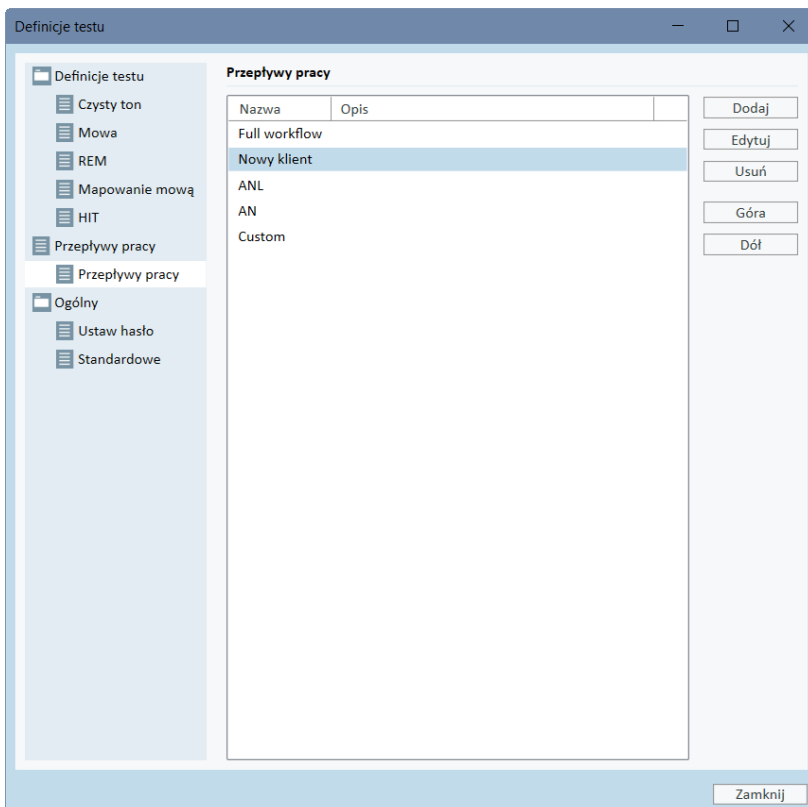 Definicje testu
Definicje testu
Czysty ton
Mowa
REM
Mapowanie mową
HIT
Przepływy pracy
Przepływy pracy
Ogólny
Ustaw hasło
Standardowe
Przepływy pracy
Nazwa Opis
Full workflow
Nowy klient
ANL
AN
Custom
Dodaj
Edytuj
Usuń
Góra
Dół
Zamknij